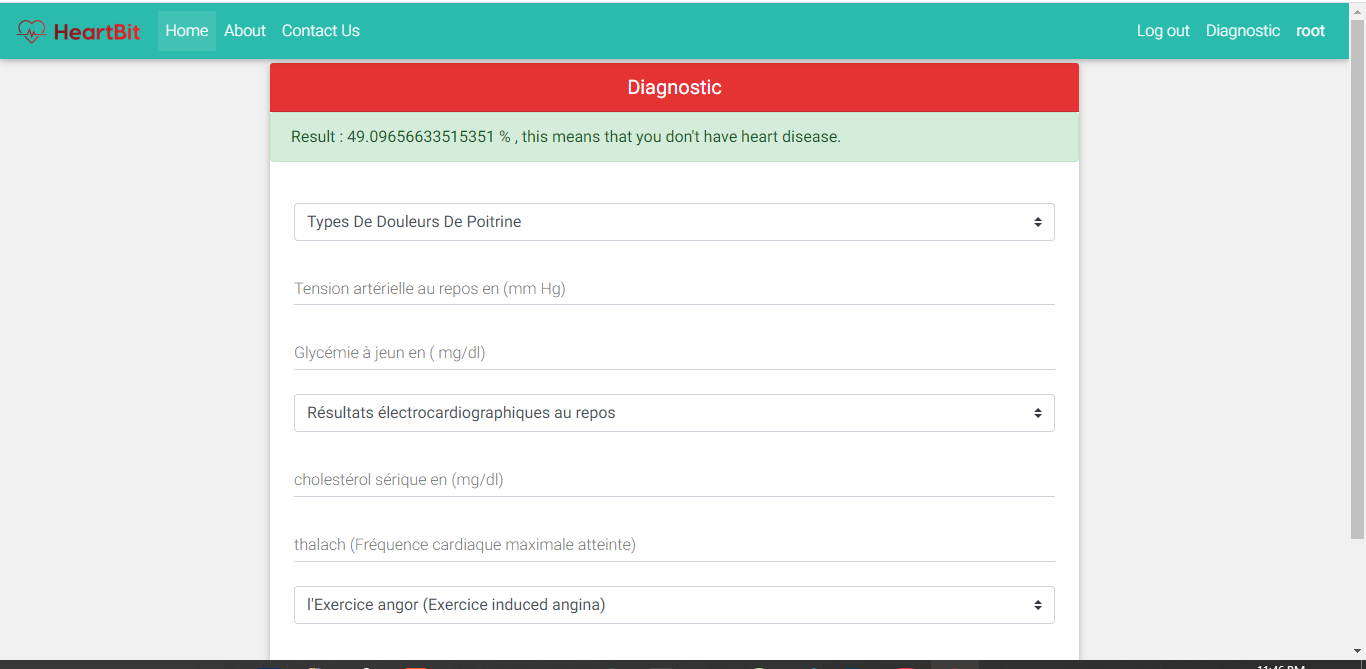 HeartBit Home About Contact Us Log out Diagnostic root
Diagnostic
Result : 49.09656633515351 % , this means that you don't have heart disease.
Types De Douleurs De Poitrine
Tension artérielle au repos en (mm Hg)
Glycémie à jeun en ( mg/dl)
Résultats électrocardiographiques au repos
cholestérol sérique en (mg/dl)
thalach (Fréquence cardiaque maximale atteinte)
l'Exercice angor (Exercice induced angina)